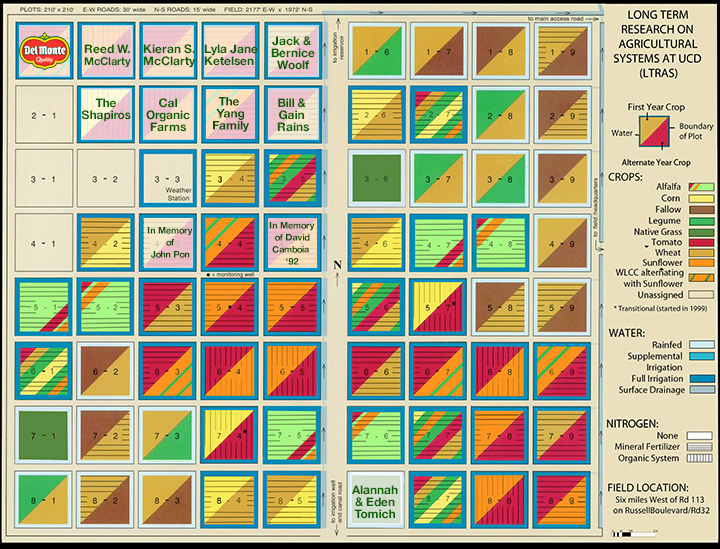 PLOTS: 210' x 210' E-W ROADS: 30' wide N-S ROADS: 15' wide FIELD: 2177' E-W x 1972' N-S
to main access road
Del Monte
Quality
Reed W. McClarty
Kieran S. McClarty
Lyla Jane Ketelsen
Jack & Bernice Woolf
to irrigation reservoir
1 - 6
1 - 7
1 - 8
1 - 9
2 - 1
The Shapiros
Cal Organic Farms
The Yang Family
Bill & Gain Rains
2 - 6
2 - 7
2 - 8
2 - 9
3 - 1
3 - 2
3 - 3
Weather Station
3 - 4
3 - 5
3 - 6
3 - 7
3 - 8
3 - 9
to field headquarters
4 - 1
4 - 2
In Memory of John Pon
4 - 4
In Memory of David Camboia '92
N
4 - 6
4 - 7
4 - 8
4 - 9
● = monitoring well
5 - 1
5 - 2
5 - 3
5 - 4
5 - 5
5 - 6
5 - 7
5 - 8
5 - 9
6 - 1
6 - 2
6 - 3
6 - 4
6 - 5
6 - 6
6 - 7
6 - 8
6 - 9
7 - 1
7 - 2
7 - 3
7 - 4
7 - 5
7 - 6
7 - 7
7 - 8
7 - 9
8 - 1
8 - 2
8 - 3
8 - 4
8 - 5
to irrigation well and canal road
Alannah & Eden Tomich
8 - 7
8 - 8
8 - 9
LONG TERM
RESEARCH ON
AGRICULTURAL
SYSTEMS AT UCD
(LTRAS)
First Year Crop
Water
Boundary of Plot
Alternate Year Crop
CROPS:
Alfalfa
Corn
Fallow
Legume
Native Grass
* Tomato
Wheat
Sunflower
WLCC alternating
with Sunflower
Unassigned
* Transitional (started in 1999)
WATER:
Rainfed
Supplemental
Irrigation
Full Irrigation
Surface Drainage
NITROGEN:
None
Mineral Fertilizer
Organic System
FIELD LOCATION:
Six miles West of Rd 113
on RussellBoulevard/Rd32